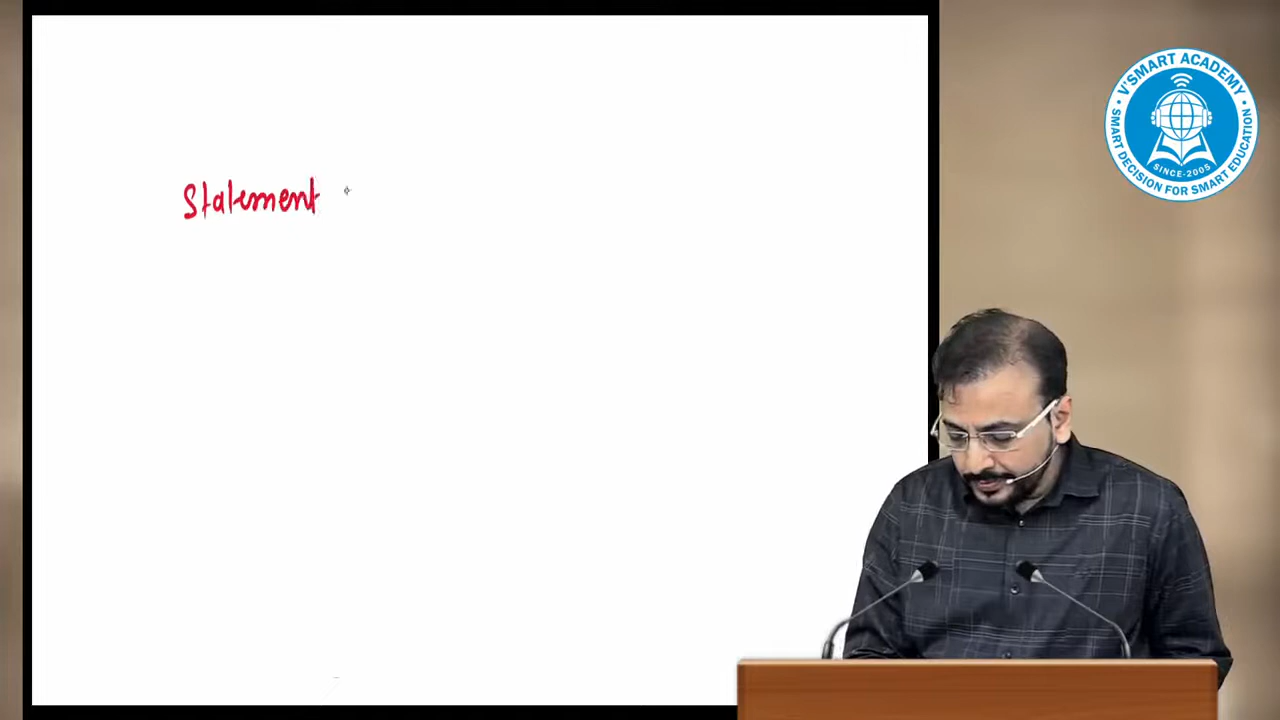 Statement
V'SMART ACADEMY
SMART DECISION FOR SMART EDUCATION
SINCE-2005